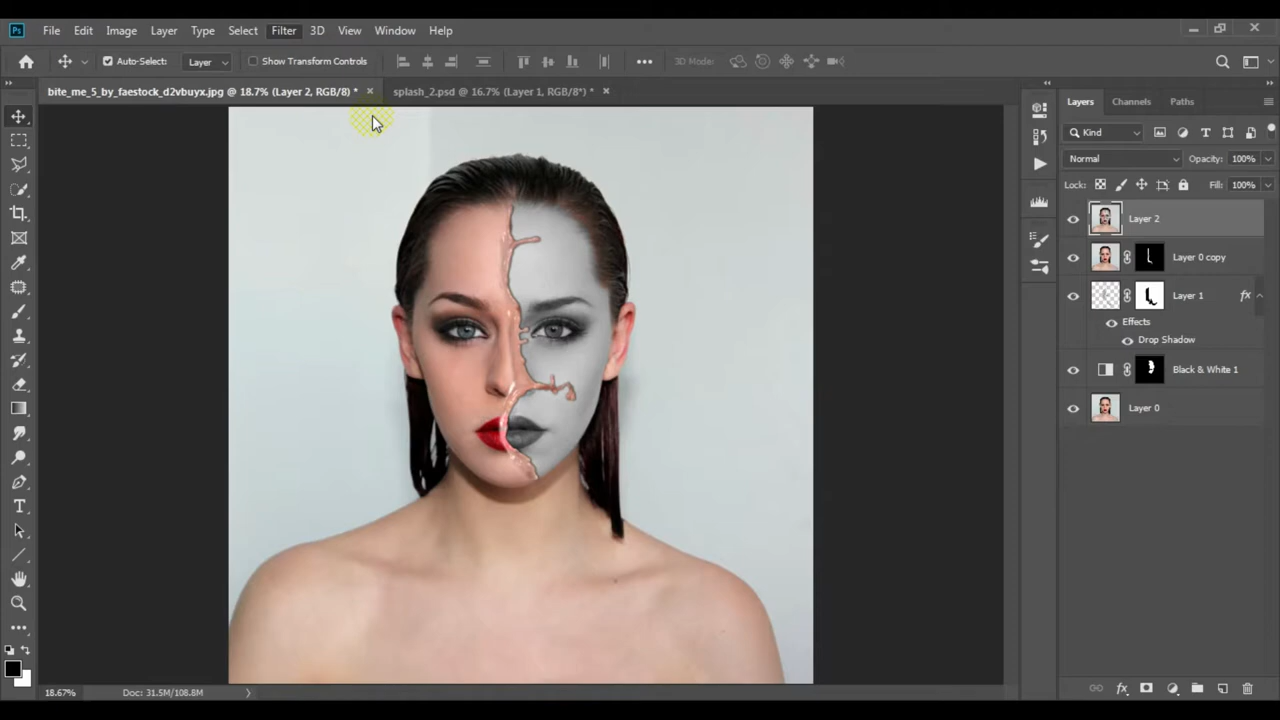 Ps File Edit Image Layer Type Select Filter 3D View Window Help
Auto-Select: Layer Show Transform Controls 3D Mode:
bite_me_5_by_faestock_d2vbuyx.jpg @ 18.7% (Layer 2, RGB/8) * splash_2.psd @ 16.7% (Layer 1, RGB/8*) *
Layers Channels Paths
Kind
Normal Opacity: 100%
Lock: Fill: 100%
Layer 2
Layer 0 copy
Layer 1 fx
Effects
Drop Shadow
Black & White 1
Layer 0
18.67% Doc: 31.5M/108.8M